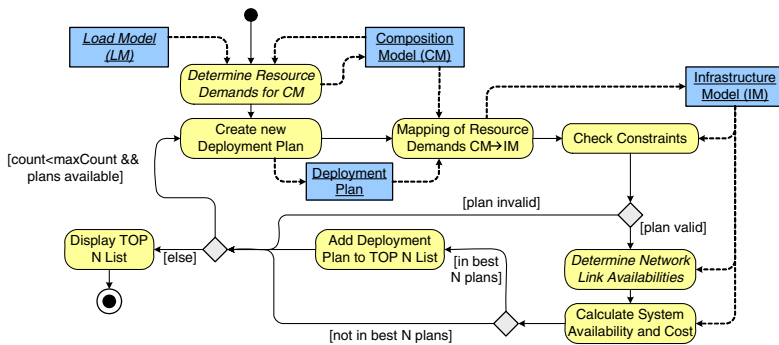 Load Model
(LM)
Composition
Model (CM)
Determine Resource
Demands for CM
Infrastructure
Model (IM)
Create new
Deployment Plan
Mapping of Resource
Demands CM→IM
Check Constraints
[count<maxCount &&
plans available]
Deployment
Plan
[plan invalid]
[plan valid]
Display TOP
N List
[else]
Add Deployment
Plan to TOP N List
[in best
N plans]
Determine Network
Link Availabilities
Calculate System
Availability and Cost
[not in best N plans]